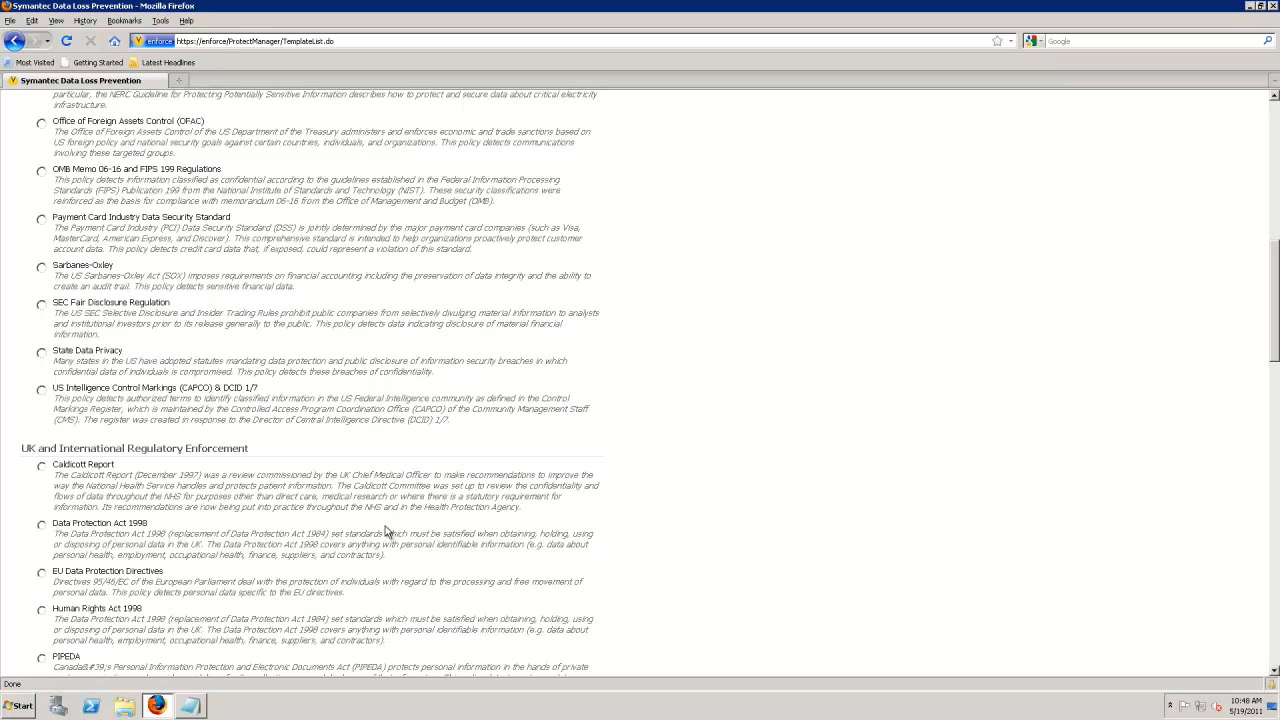 Symantec Data Loss Prevention - Mozilla Firefox
File Edit View History Bookmarks Tools Help
enforce https://enforce/ProtectManager/TemplateList.do
Google
Most Visited Getting Started Latest Headlines
Symantec Data Loss Prevention
particular, the NERC Guideline for Protecting Potentially Sensitive Information describes how to protect and secure data about critical electricity
infrastructure.
Office of Foreign Assets Control (OFAC)
The Office of Foreign Assets Control of the US Department of the Treasury administers and enforces economic and trade sanctions based on
US foreign policy and national security goals against certain countries, individuals, and organizations. This policy detects communications
involving these targeted groups.
OMB Memo 06-16 and FIPS 199 Regulations
This policy detects information classified as confidential according to the guidelines established in the Federal Information Processing
Standards (FIPS) Publication 199 from the National Institute of Standards and Technology (NIST). These security classifications were
reinforced as the basis for compliance with memorandum 06-16 from the Office of Management and Budget (OMB).
Payment Card Industry Data Security Standard
The Payment Card Industry (PCI) Data Security Standard (DSS) is jointly determined by the major payment card companies (such as Visa,
MasterCard, American Express, and Discover). This comprehensive standard is intended to help organizations proactively protect customer
account data. This policy detects credit card data that, if exposed, could represent a violation of this standard.
Sarbanes-Oxley
The US Sarbanes-Oxley Act (SOX) imposes requirements on financial accounting including the preservation of data integrity and the ability to
create an audit trail. This policy detects sensitive financial data.
SEC Fair Disclosure Regulation
The US SEC Selective Disclosure and Insider Trading Rules prohibit public companies from selectively divulging material information to analysts
and institutional investors prior to its release generally to the public. This policy detects data indicating disclosure of material financial
information.
State Data Privacy
Many states in the US have adopted statutes mandating data protection and public disclosure of information security breaches in which
confidential data of individuals is compromised. This policy detects these breaches of confidentiality.
US Intelligence Control Markings (CAPCO) & DCID 1/7
This policy detects authorized terms to identify classified information in the US Federal Intelligence community as defined in the Control
Markings Register, which is maintained by the Controlled Access Program Coordination Office (CAPCO) of the Community Management Staff
(CMS). The register was created in response to the Director of Central Intelligence Directive (DCID) 1/7.
UK and International Regulatory Enforcement
Caldicott Report
The Caldicott Report (December 1997) was a review commissioned by the UK Chief Medical Officer to make recommendations to improve the
way the National Health Service handles and protects patient information. The Caldicott Committee was set up to review the confidentiality and
flows of data throughout the NHS for purposes other than direct care, medical research or where there is a statutory requirement for
information. Its recommendations are now being put into practice throughout the NHS and in the Health Protection Agency.
Data Protection Act 1998
The Data Protection Act 1998 (replacement of Data Protection Act 1984) set standards which must be satisfied when obtaining, holding, using
or disposing of personal data in the UK. The Data Protection Act 1998 covers anything with personal identifiable information (e.g. data about
personal health, employment, occupational health, finance, suppliers, and contractors).
EU Data Protection Directives
Directives 95/46/EC of the European Parliament deal with the protection of individuals with regard to the processing and free movement of
personal data. This policy detects personal data specific to the EU directives.
Human Rights Act 1998
The Data Protection Act 1998 (replacement of Data Protection Act 1984) set standards which must be satisfied when obtaining, holding, using
or disposing of personal data in the UK. The Data Protection Act 1998 covers anything with personal identifiable information (e.g. data about
personal health, employment, occupational health, finance, suppliers, and contractors).
PIPEDA
Canada&#39;s Personal Information Protection and Electronic Documents Act (PIPEDA) protects personal information in the hands of private
Done
Start
10:48 AM
5/19/2011